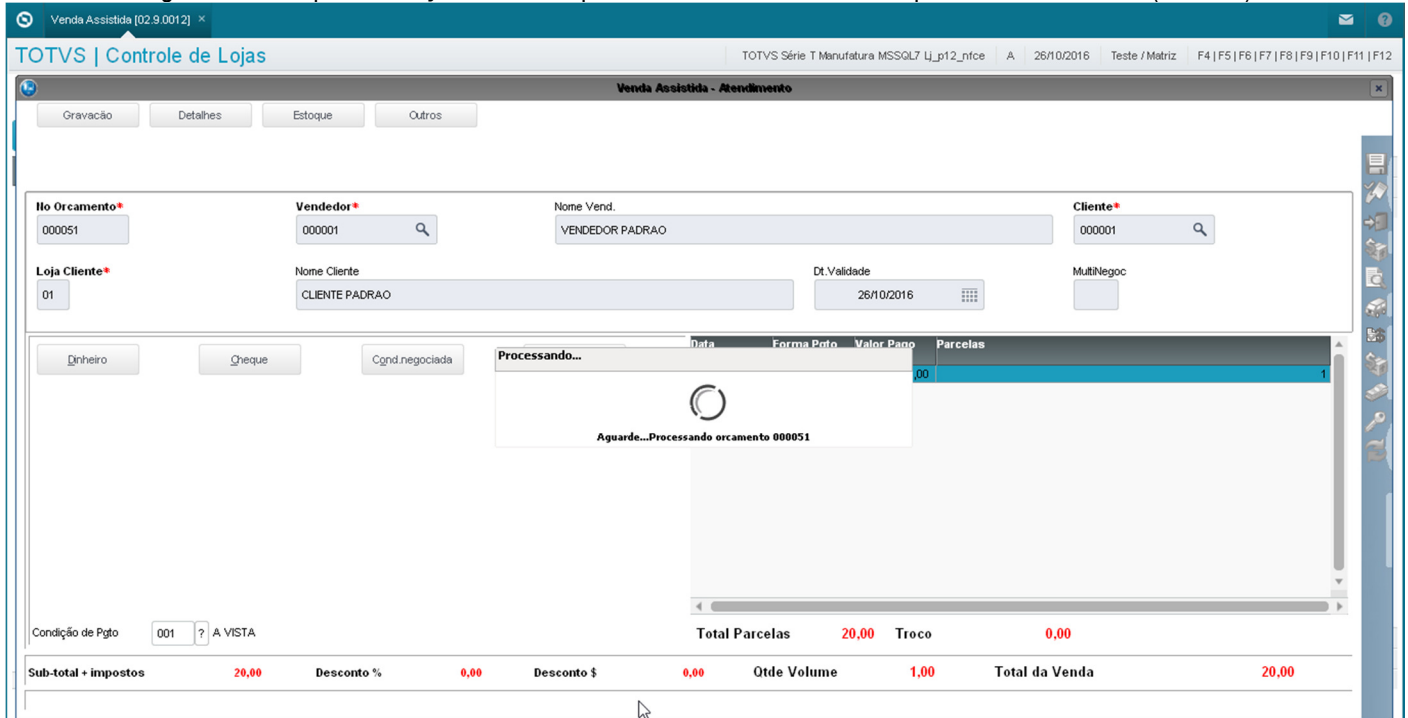 Venda Assistida [02.9.0012] ×
TOTVS | Controle de Lojas
TOTVS Série T Manufatura MSSQL7 Lj_p12_nfce A 26/10/2016 Teste / Matriz F4 | F5 | F6 | F7 | F8 | F9 | F10 | F11 | F12
Venda Assistida - Atendimento
Gravacão Detalhes Estoque Outros
No Orcamento* Vendedor* Nome Vend. Cliente*
000051 000001 VENDEDOR PADRAO 000001
Loja Cliente* Nome Cliente Dt.Validade MultiNegoc
01 CLIENTE PADRAO 26/10/2016
Data Forma Pgto Valor Pago Parcelas
Dinheiro Cheque Cond.negociada
Processando...
,00 1
Aguarde...Processando orcamento 000051
Condição de Pgto 001 ? A VISTA
Total Parcelas 20,00 Troco 0,00
Sub-total + impostos 20,00 Desconto % 0,00 Desconto $ 0,00 Qtde Volume 1,00 Total da Venda 20,00